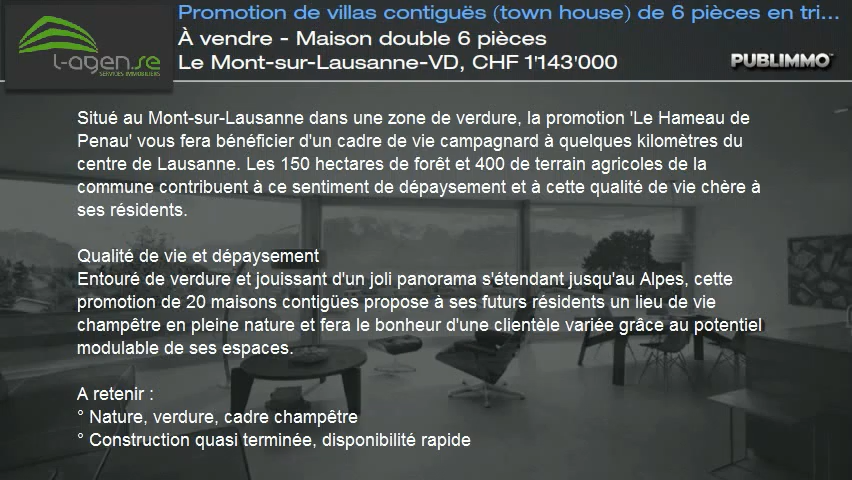 Promotion de villas contiguës (town house) de 6 pièces en tri...
À vendre - Maison double 6 pièces
Le Mont-sur-Lausanne-VD, CHF 1'143'000
l-agen.se
SERVICES IMMOBILIERS
PUBLIMMO
Situé au Mont-sur-Lausanne dans une zone de verdure, la promotion 'Le Hameau de
Penau' vous fera bénéficier d'un cadre de vie campagnard à quelques kilomètres du
centre de Lausanne. Les 150 hectares de forêt et 400 de terrain agricoles de la
commune contribuent à ce sentiment de dépaysement et à cette qualité de vie chère à
ses résidents.
Qualité de vie et dépaysement
Entouré de verdure et jouissant d'un joli panorama s'étendant jusqu'au Alpes, cette
promotion de 20 maisons contigües propose à ses futurs résidents un lieu de vie
champêtre en pleine nature et fera le bonheur d'une clientèle variée grâce au potentiel
modulable de ses espaces.
A retenir :
° Nature, verdure, cadre champêtre
° Construction quasi terminée, disponibilité rapide